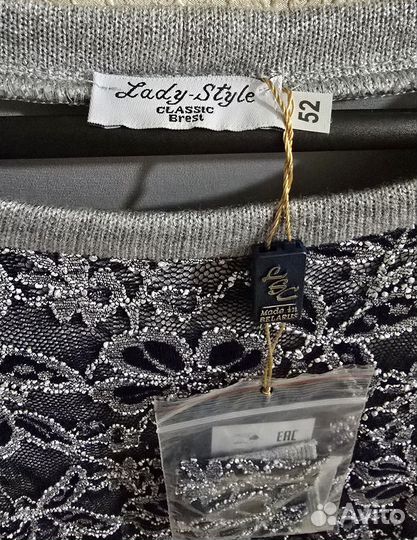 Lady-Style
CLASSIC
Brest
52
Made in
BELARUS
EAC
Avito